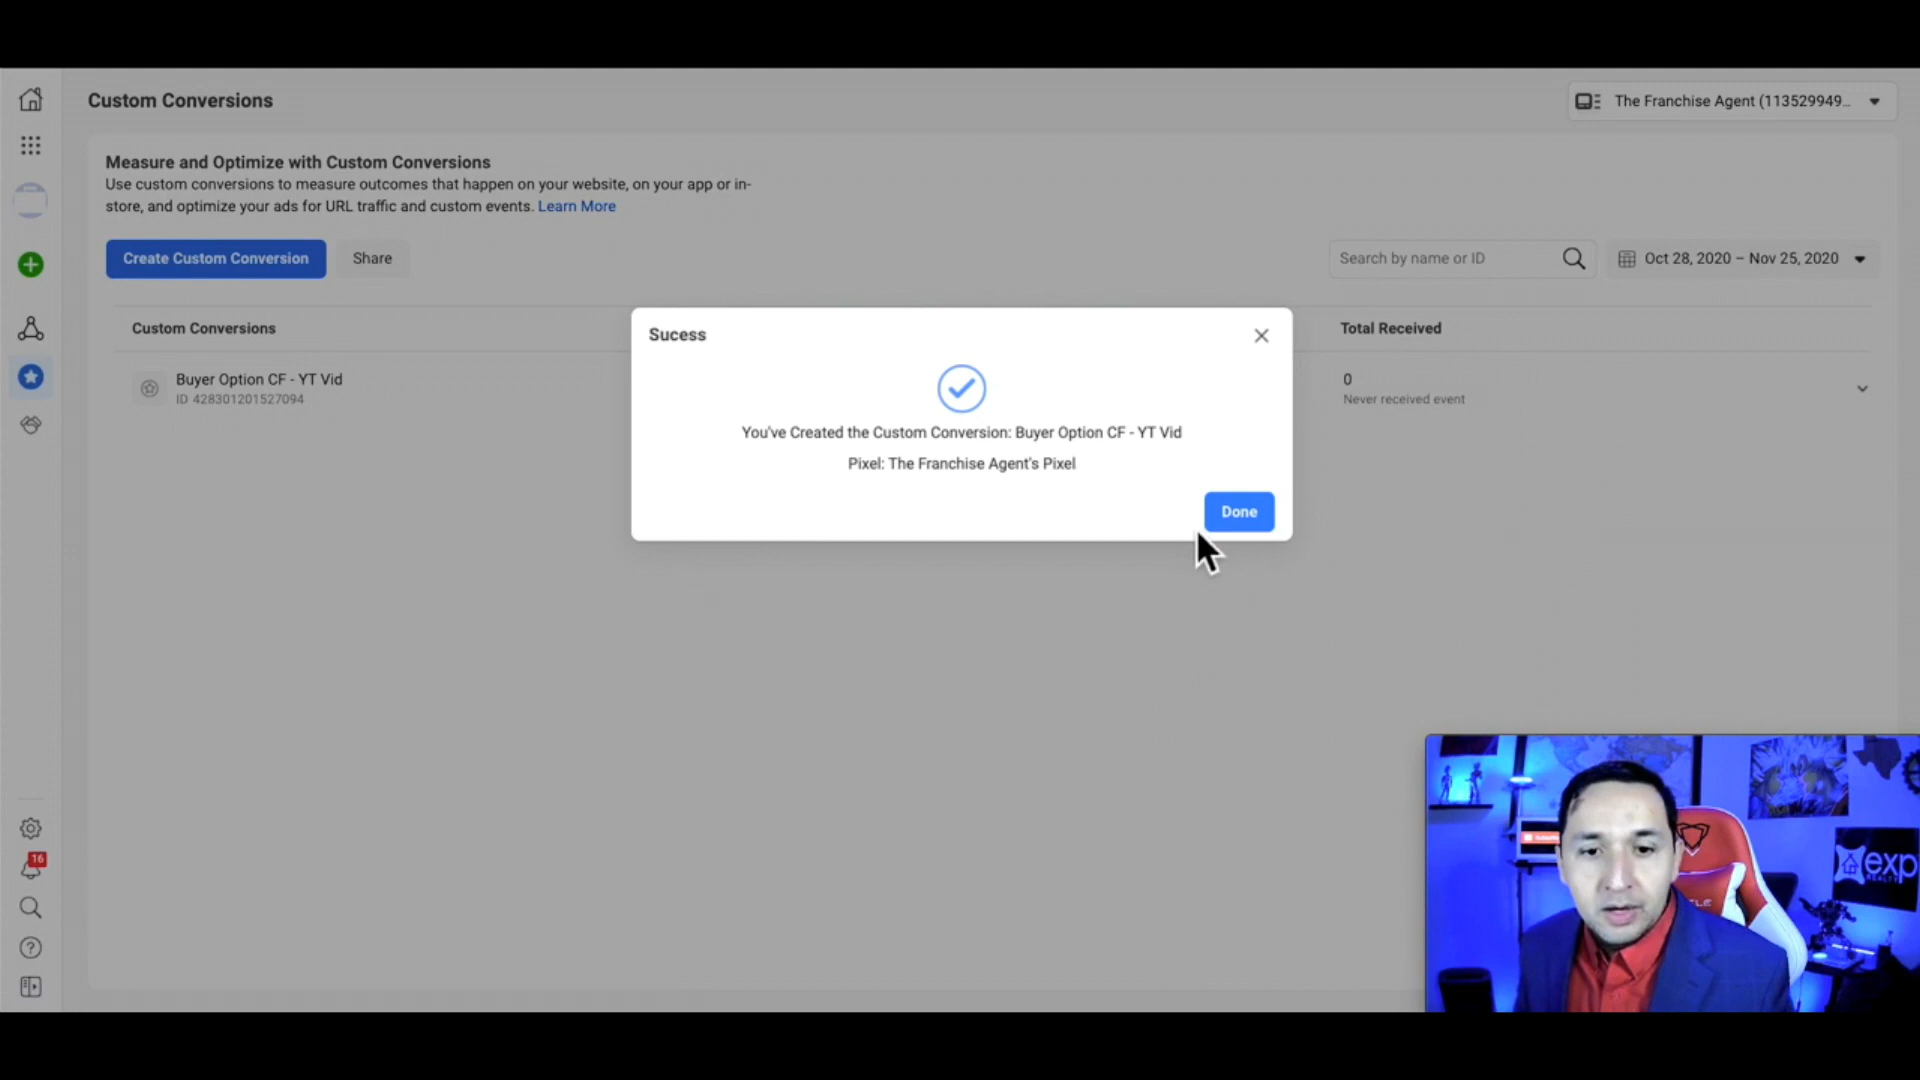 Custom Conversions
The Franchise Agent (113529949...
Measure and Optimize with Custom Conversions
Use custom conversions to measure outcomes that happen on your website, on your app or in-
store, and optimize your ads for URL traffic and custom events. Learn More
Create Custom Conversion
Share
Search by name or ID
Oct 28, 2020 – Nov 25, 2020
Custom Conversions
Total Received
Buyer Option CF - YT Vid
ID 428301201527094
0
Never received event
Sucess
You've Created the Custom Conversion: Buyer Option CF - YT Vid
Pixel: The Franchise Agent's Pixel
Done
16
exp
REALTY